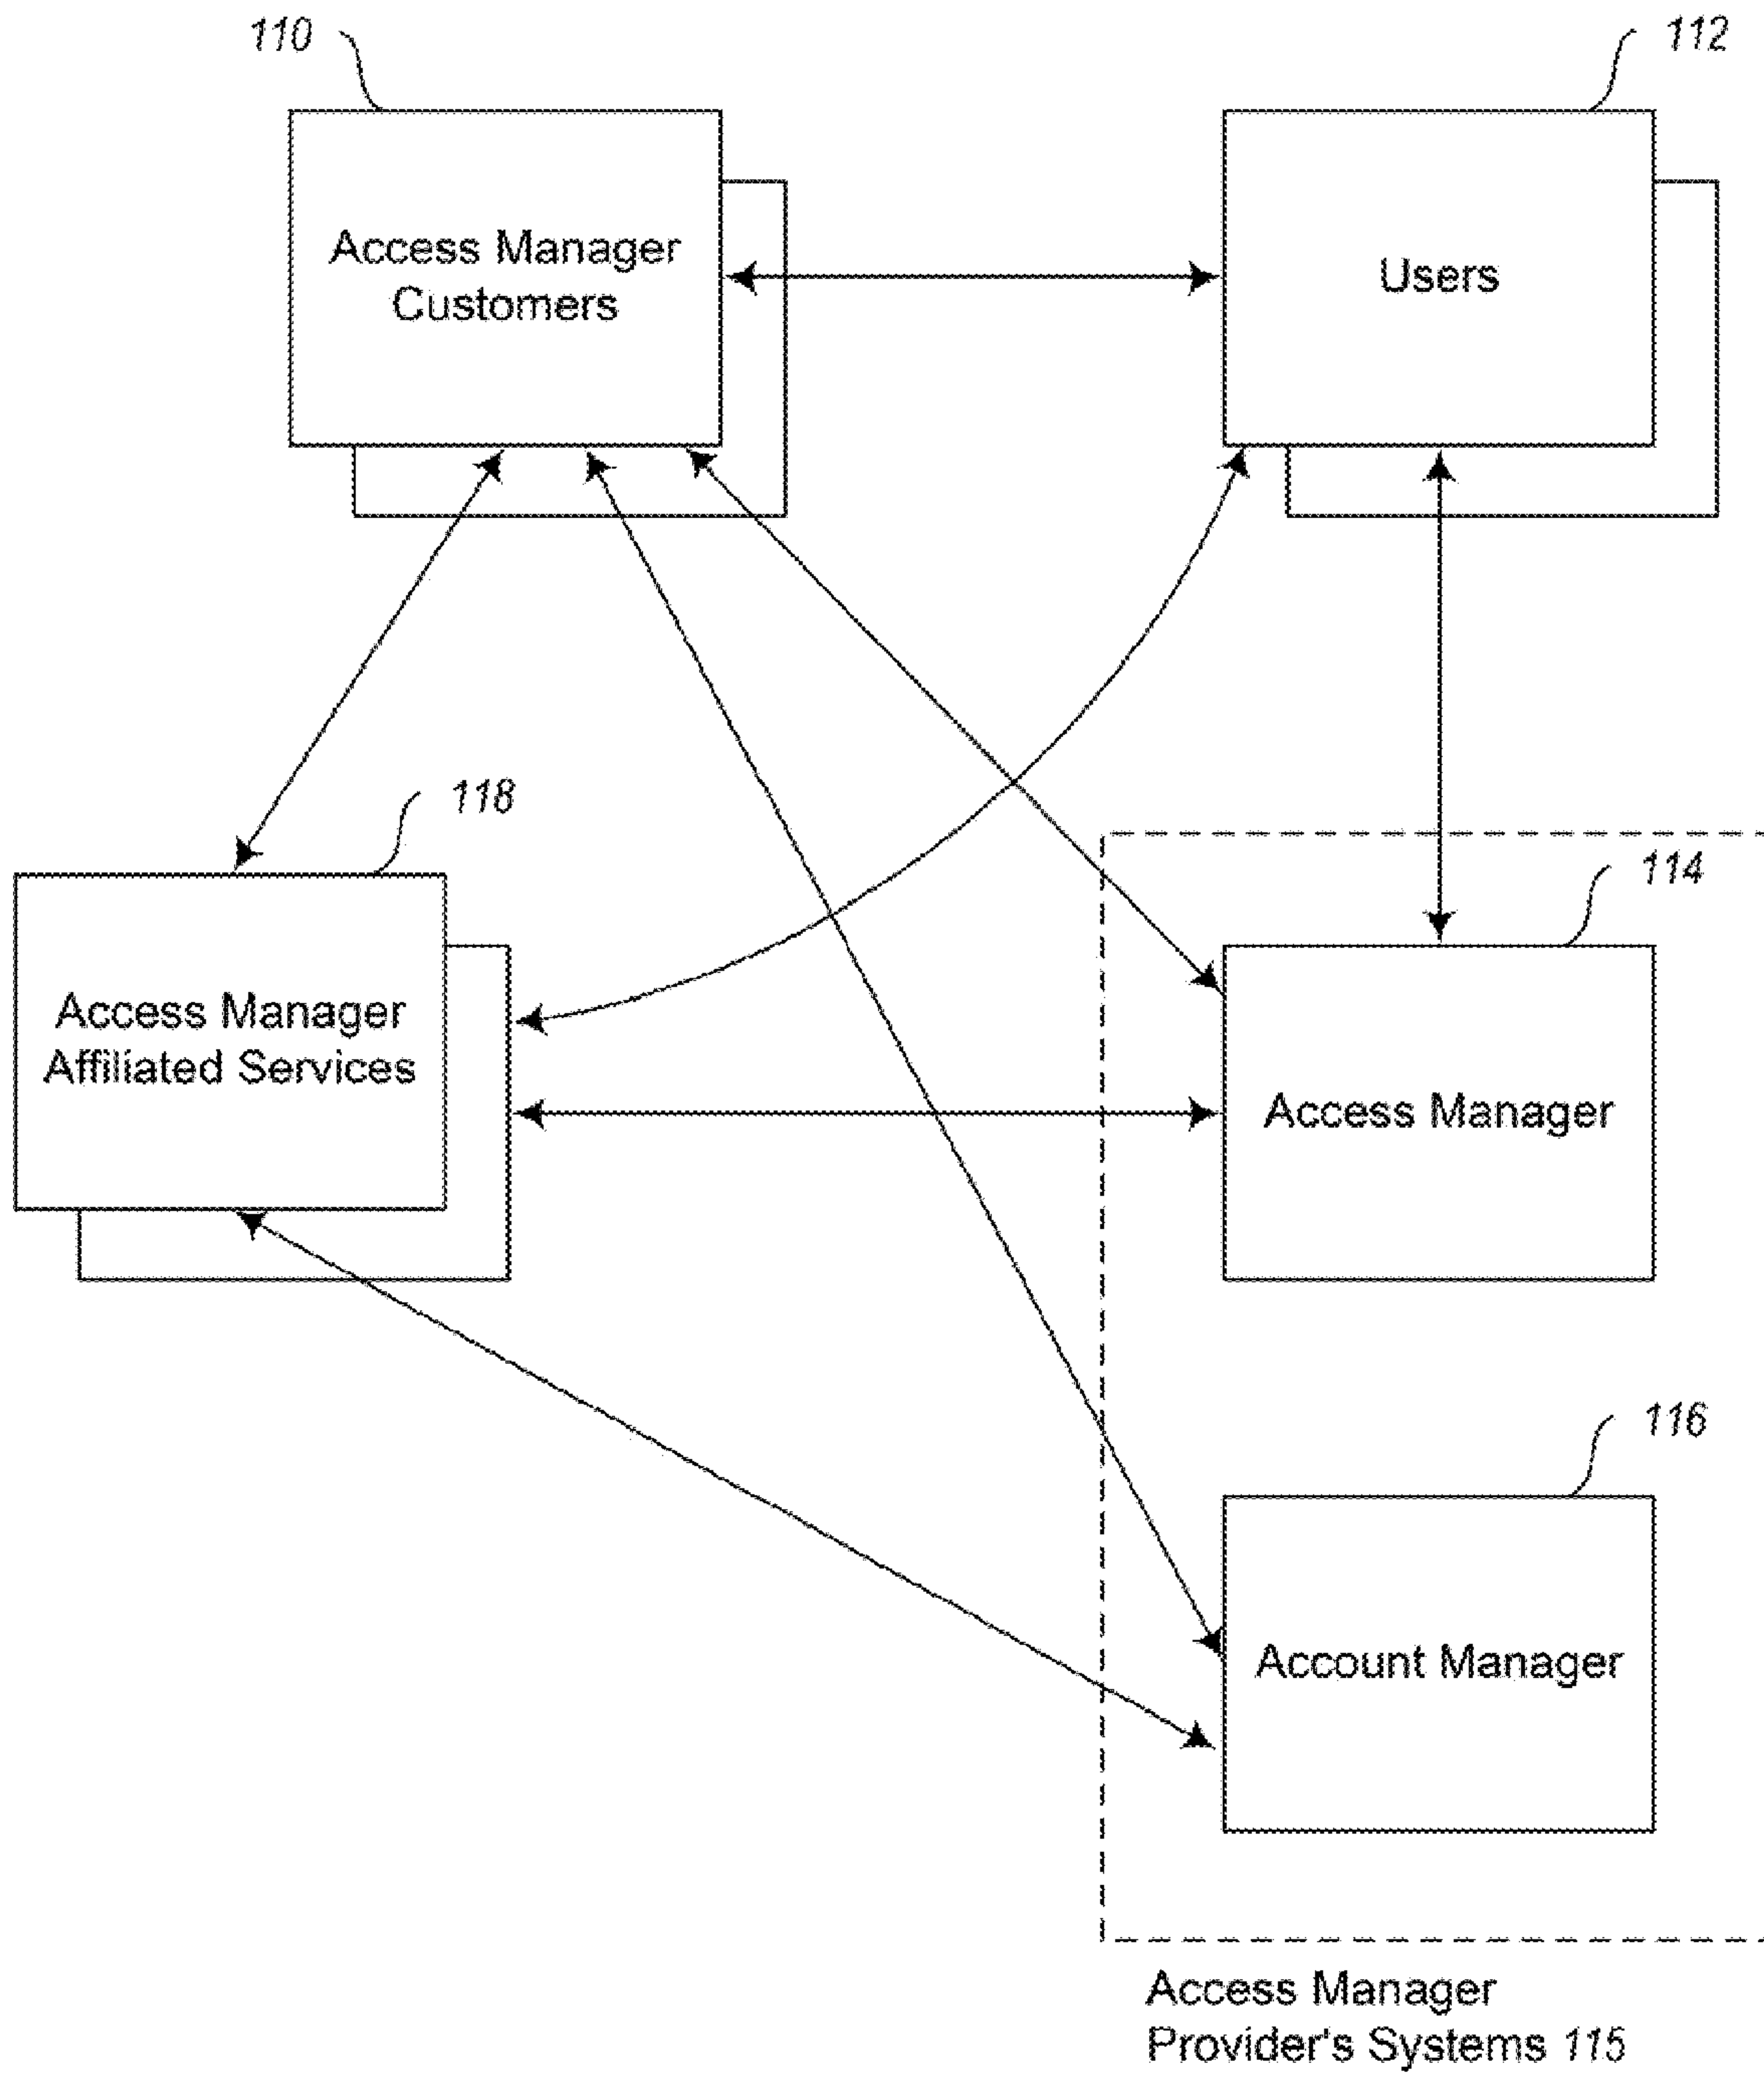 110
112
Access Manager
Customers
Users
118
114
Access Manager
Affiliated Services
Access Manager
116
Account Manager
Access Manager
Provider's Systems 115